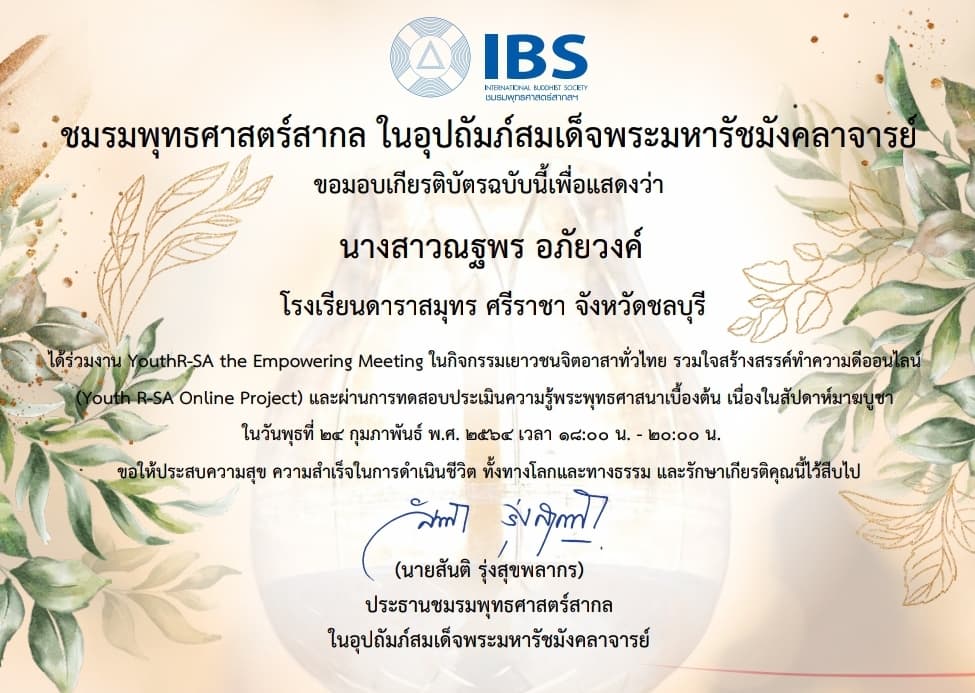 IBS
INTERNATIONAL BUDDHIST SOCIETY
ชมรมพุทธศาสตร์สากลฯ
ชมรมพุทธศาสตร์สากล ในอุปถัมภ์สมเด็จพระมหารัชมังคลาจารย์
ขอมอบเกียรติบัตรฉบับนี้เพื่อแสดงว่า
นางสาวณฐพร อภัยวงค์
โรงเรียนดาราสมุทร ศรีราชา จังหวัดชลบุรี
ได้ร่วมงาน YouthR-SA the Empowering Meeting ในกิจกรรมเยาวชนจิตอาสาทั่วไทย รวมใจสร้างสรรค์ทำความดีออนไลน์
(Youth R-SA Online Project) และผ่านการทดสอบประเมินความรู้พระพุทธศาสนาเบื้องต้น เนื่องในสัปดาห์มาฆบูชา
ในวันพุธที่ ๒๔ กุมภาพันธ์ พ.ศ. ๒๕๖๔ เวลา ๑๘:๐๐ น. - ๒๐:๐๐ น.
ขอให้ประสบความสุข ความสำเร็จในการดำเนินชีวิต ทั้งทางโลกและทางธรรม และรักษาเกียรติคุณนี้ไว้สืบไป
(นายสันติ รุ่งสุขพลากร)
ประธานชมรมพุทธศาสตร์สากล
ในอุปถัมภ์สมเด็จพระมหารัชมังคลาจารย์